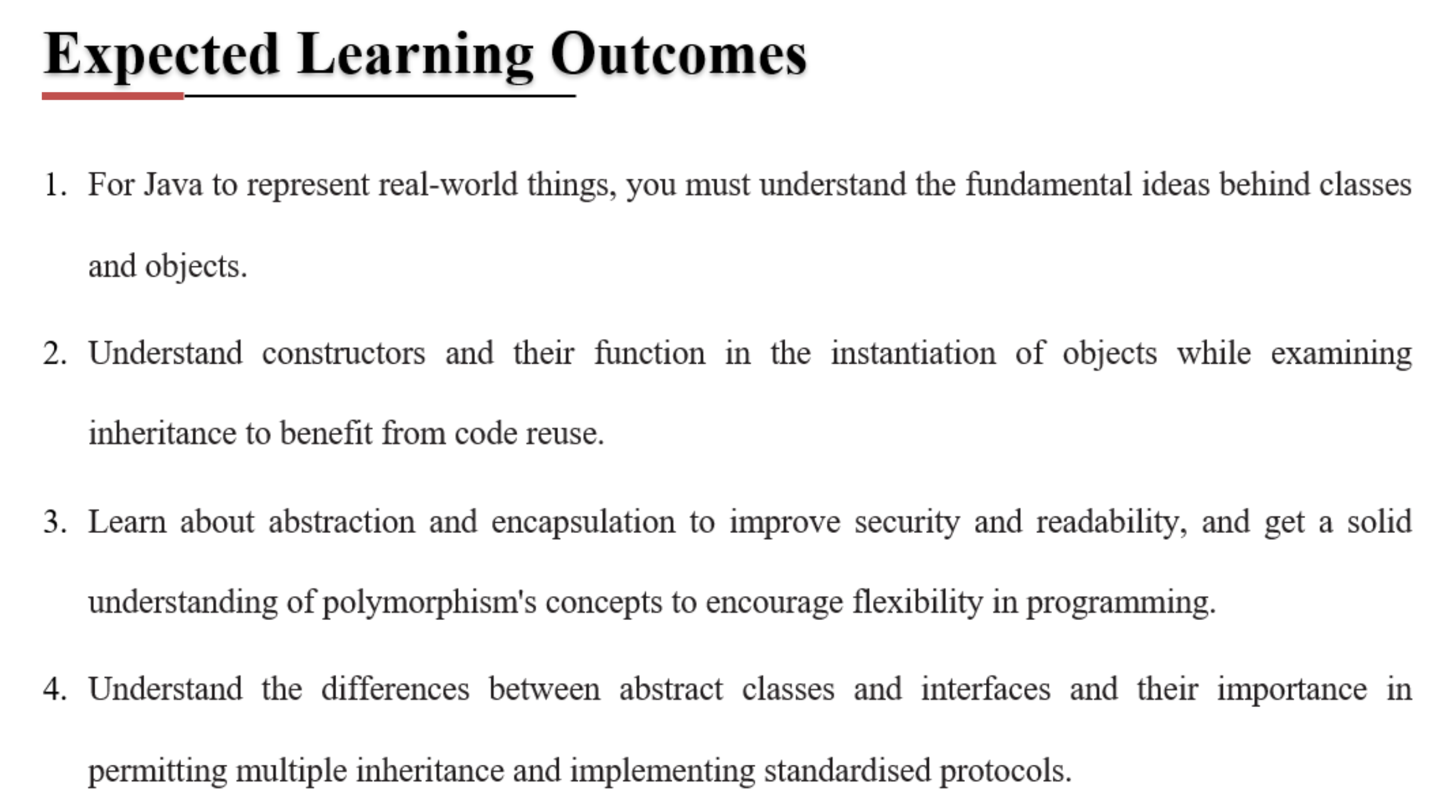 Expected Learning Outcomes
1. For Java to represent real-world things, you must understand the fundamental ideas behind classes
and objects.
2. Understand constructors and their function in the instantiation of objects while examining
inheritance to benefit from code reuse.
3. Learn about abstraction and encapsulation to improve security and readability, and get a solid
understanding of polymorphism's concepts to encourage flexibility in programming.
4. Understand the differences between abstract classes and interfaces and their importance in
permitting multiple inheritance and implementing standardised protocols.